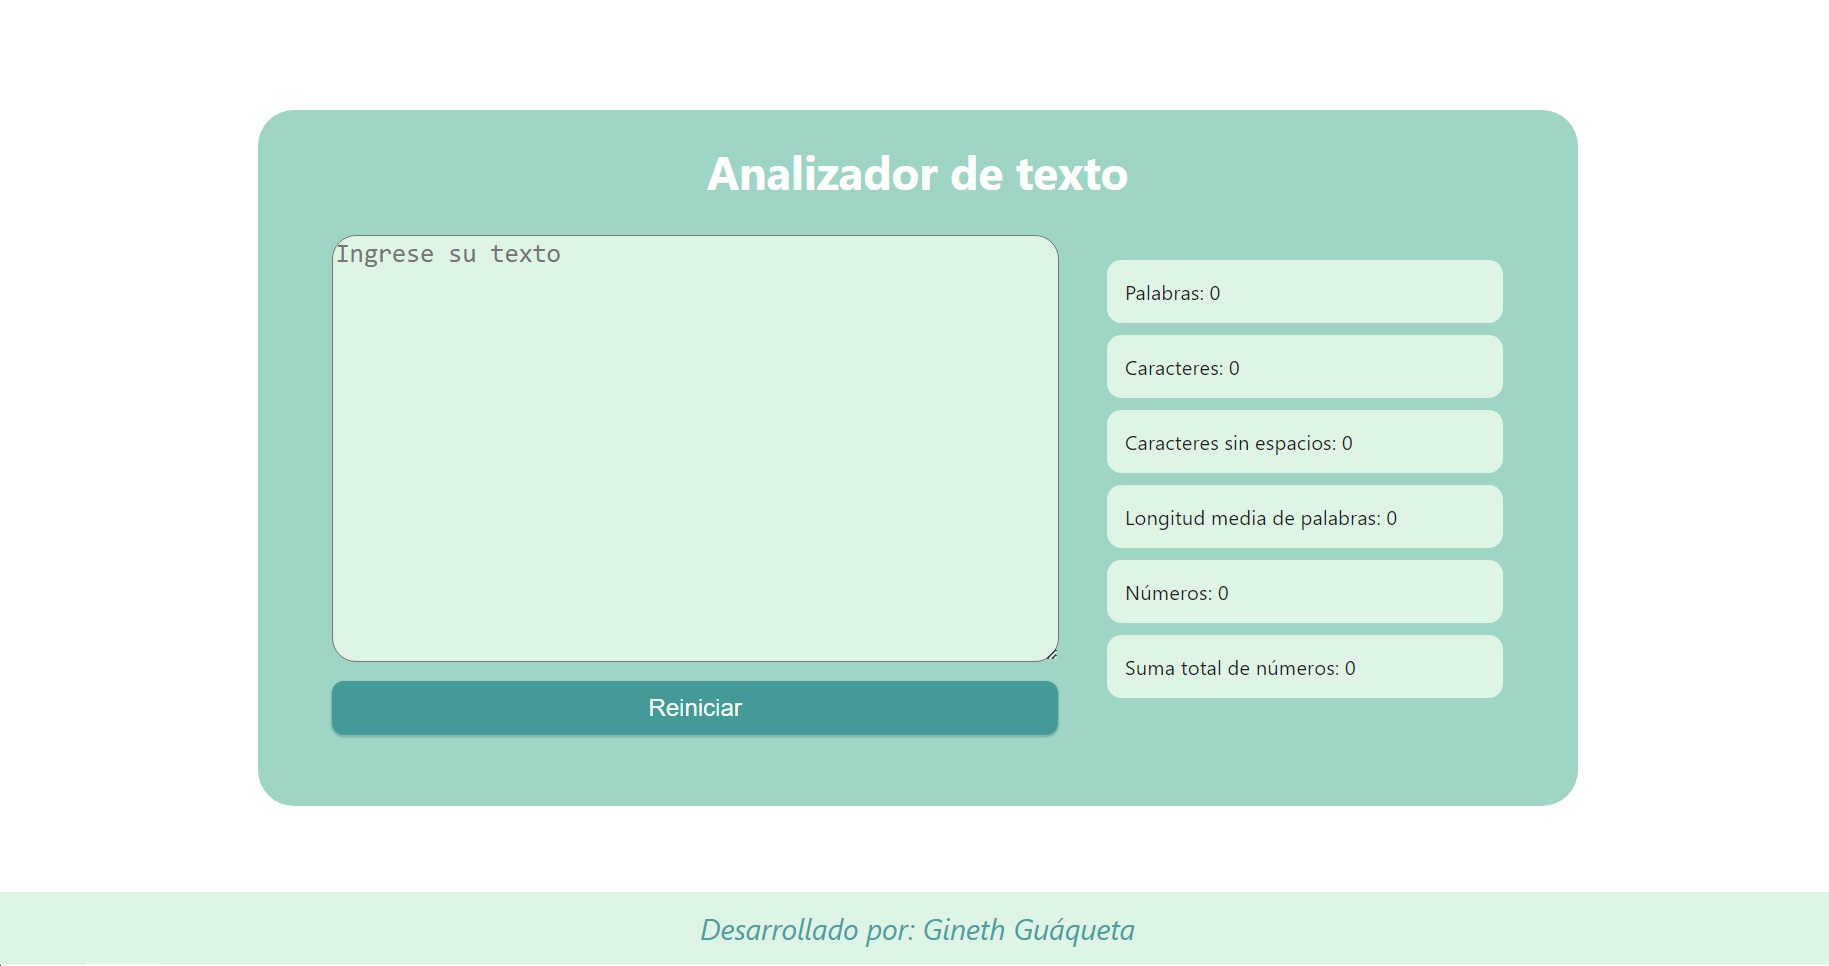 Analizador de texto
Ingrese su texto
Palabras: 0
Caracteres: 0
Caracteres sin espacios: 0
Longitud media de palabras: 0
Números: 0
Suma total de números: 0
Reiniciar
Desarrollado por: Gineth Guáqueta